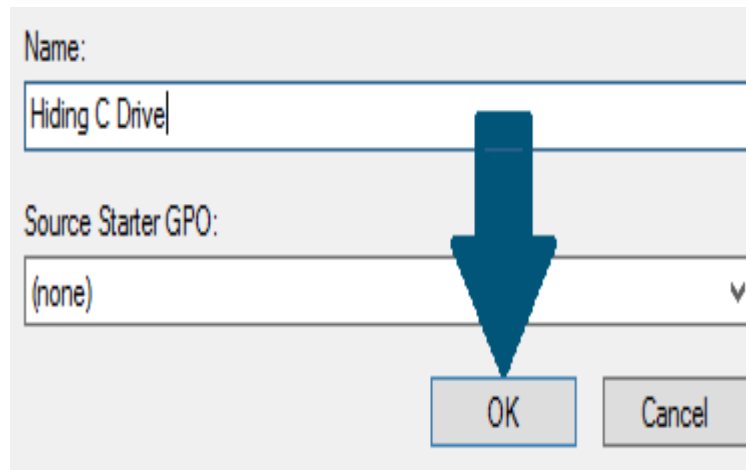 Name:
Hiding C Drive
Source Starter GPO:
(none)
OK Cancel